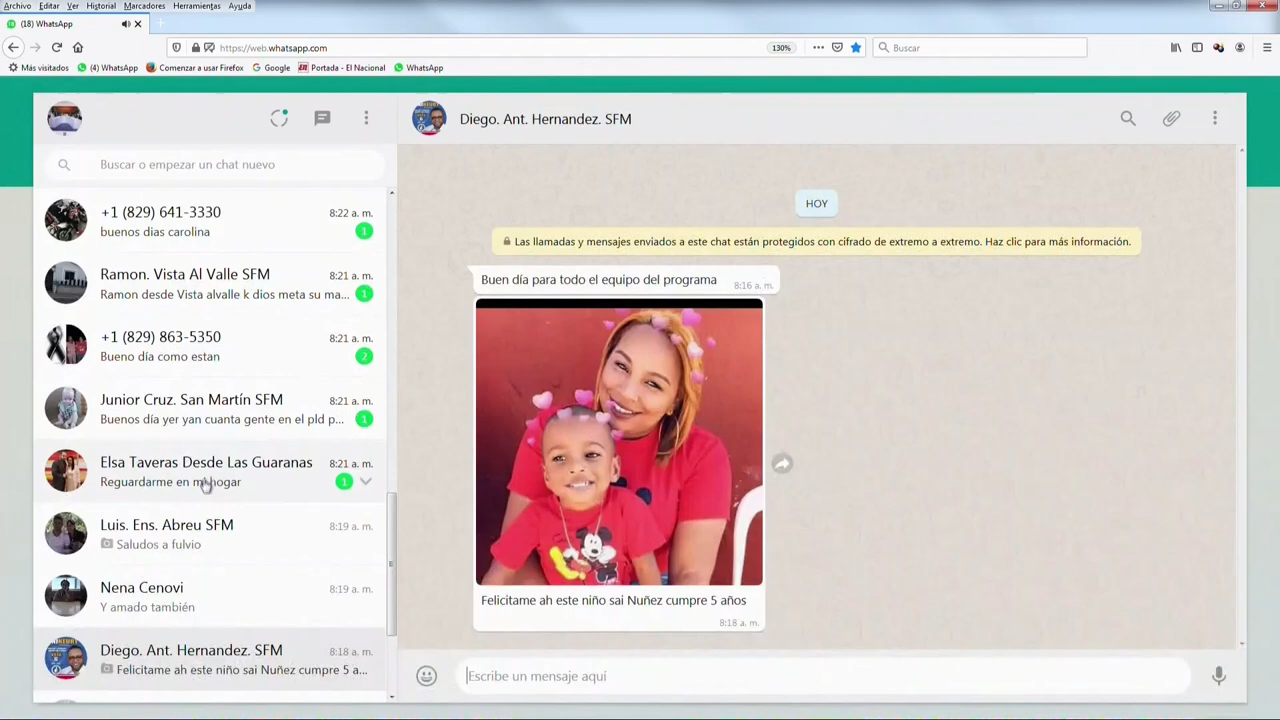 Archivo Editar Ver Historial Marcadores Herramientas Ayuda
(18) WhatsApp
https://web.whatsapp.com
130%
Buscar
Más visitados
(4) WhatsApp
Comenzar a usar Firefox
Google
Portada - El Nacional
WhatsApp
Buscar o empezar un chat nuevo
+1 (829) 641-3330 8:22 a. m.
buenos dias carolina 1
Ramon. Vista Al Valle SFM 8:21 a. m.
Ramon desde Vista alvalle k dios meta su ma... 1
+1 (829) 863-5350 8:21 a. m.
Bueno día como estan 2
Junior Cruz. San Martín SFM 8:21 a. m.
Buenos día yer yan cuanta gente en el pld p... 1
Elsa Taveras Desde Las Guaranas 8:21 a. m.
Reguardarme en mi hogar 1
Luis. Ens. Abreu SFM 8:19 a. m.
Saludos a fulvio
Nena Cenovi 8:19 a. m.
Y amado también
Diego. Ant. Hernandez. SFM 8:18 a. m.
Felicitame ah este niño sai Nuñez cumpre 5 a...
Diego. Ant. Hernandez. SFM
HOY
Las llamadas y mensajes enviados a este chat están protegidos con cifrado de extremo a extremo. Haz clic para más información.
Buen día para todo el equipo del programa
8:16 a. m.
Felicitame ah este niño sai Nuñez cumpre 5 años
8:18 a. m.
Escribe un mensaje aquí